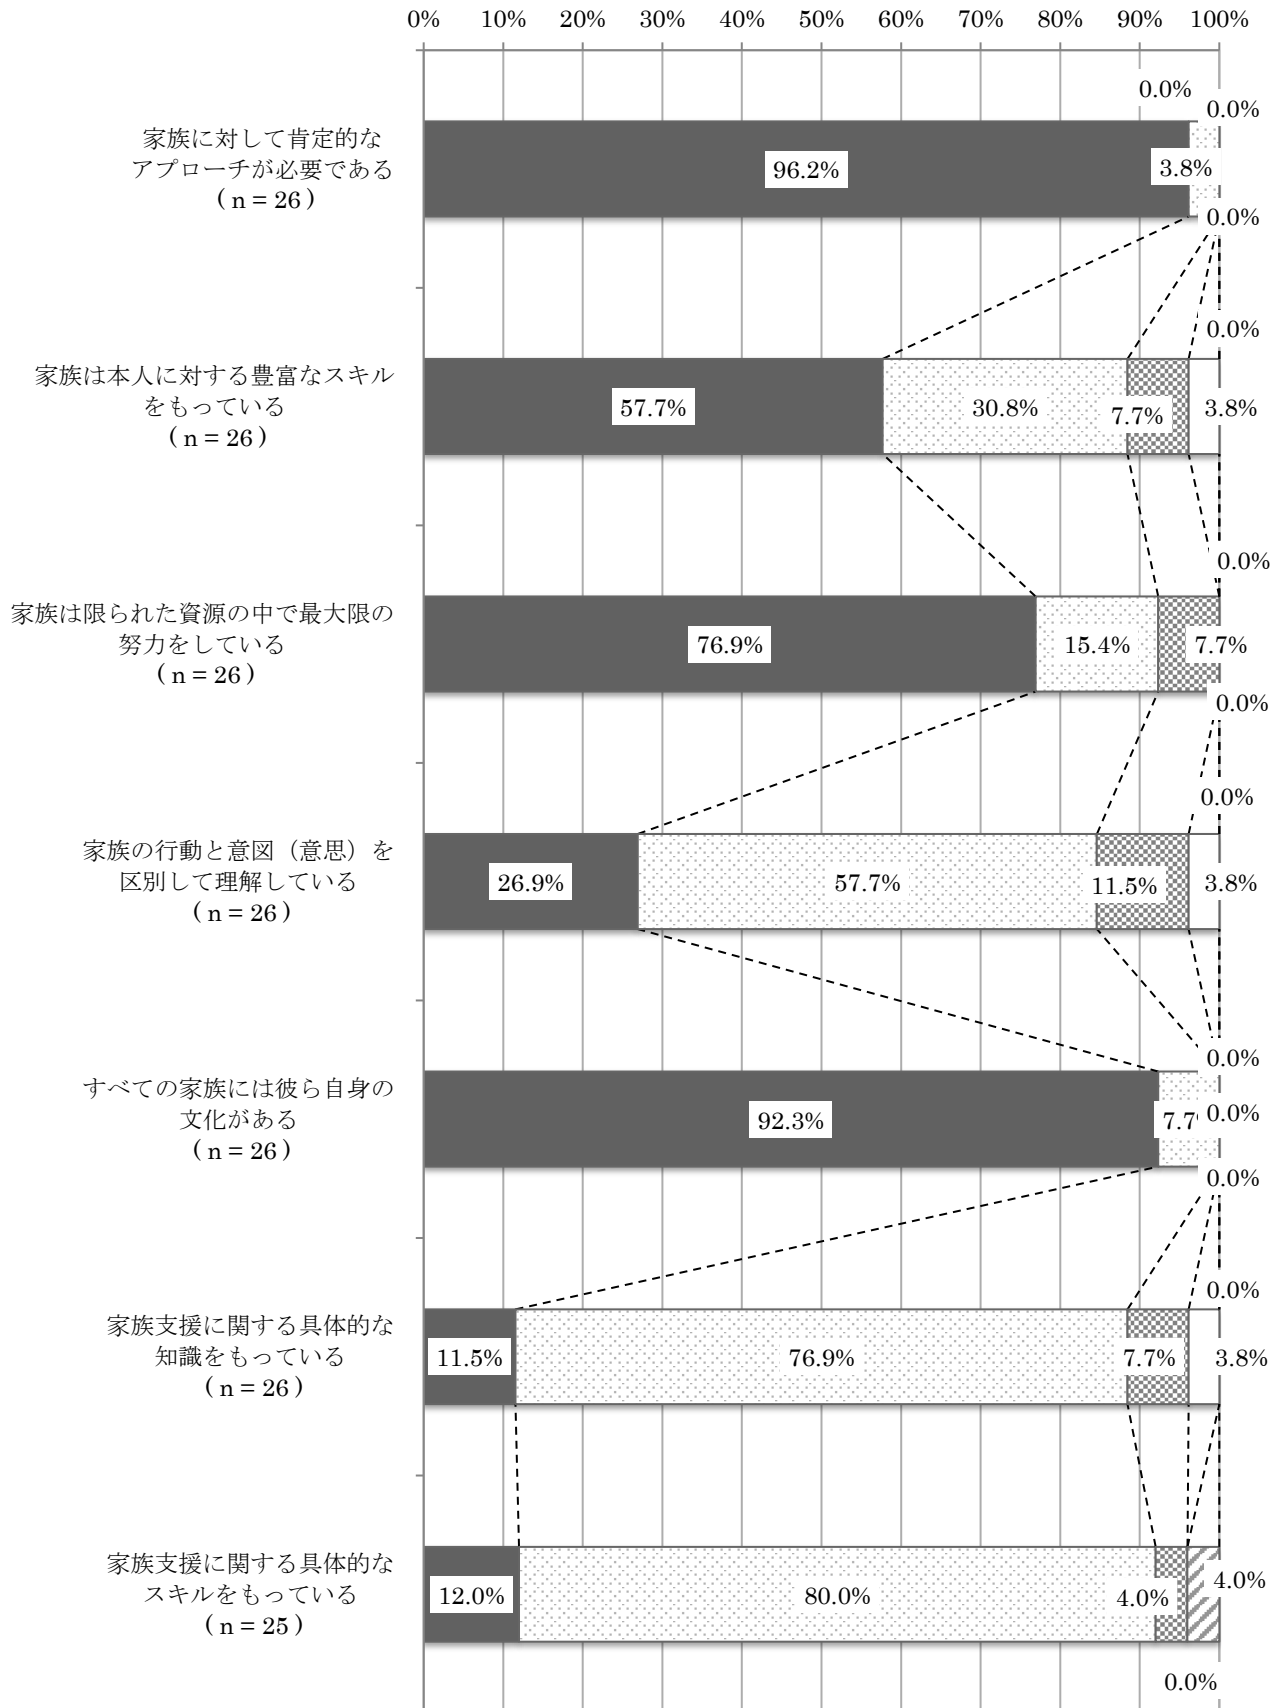 0% 10% 20% 30% 40% 50% 60% 70% 80% 90% 100%
0.0%
0.0%
家族に対して肯定的な
アプローチが必要である
( n = 26 )
96.2%
3.8%
0.0%
0.0%
家族は本人に対する豊富なスキル
をもっている
( n = 26 )
57.7%
30.8%
7.7%
3.8%
0.0%
家族は限られた資源の中で最大限の
努力をしている
( n = 26 )
76.9%
15.4%
7.7%
0.0%
0.0%
家族の行動と意図（意思）を
区別して理解している
( n = 26 )
26.9%
57.7%
11.5%
3.8%
0.0%
すべての家族には彼ら自身の
文化がある
( n = 26 )
92.3%
7.7
0.0%
0.0%
0.0%
家族支援に関する具体的な
知識をもっている
( n = 26 )
11.5%
76.9%
7.7%
3.8%
家族支援に関する具体的な
スキルをもっている
( n = 25 )
12.0%
80.0%
4.0%
4.0%
0.0%